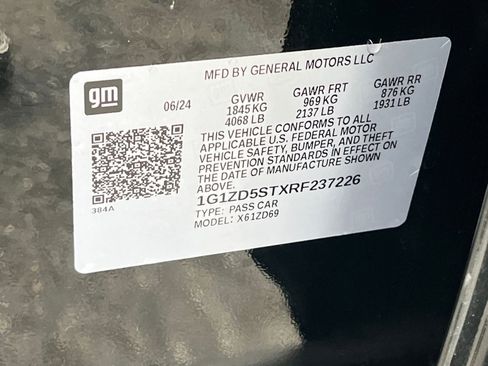 MFD BY GENERAL MOTORS LLC
gm
06/24
GVWR GAWR FRT GAWR RR
1845 KG 969 KG 876 KG
4068 LB 2137 LB 1931 LB
THIS VEHICLE CONFORMS TO ALL
APPLICABLE U.S. FEDERAL MOTOR
VEHICLE SAFETY, BUMPER, AND THEFT
PREVENTION STANDARDS IN EFFECT ON
THE DATE OF MANUFACTURE SHOWN
ABOVE.
1G1ZD5STXRF237226
TYPE: PASS CAR
MODEL: X61ZD69
384A